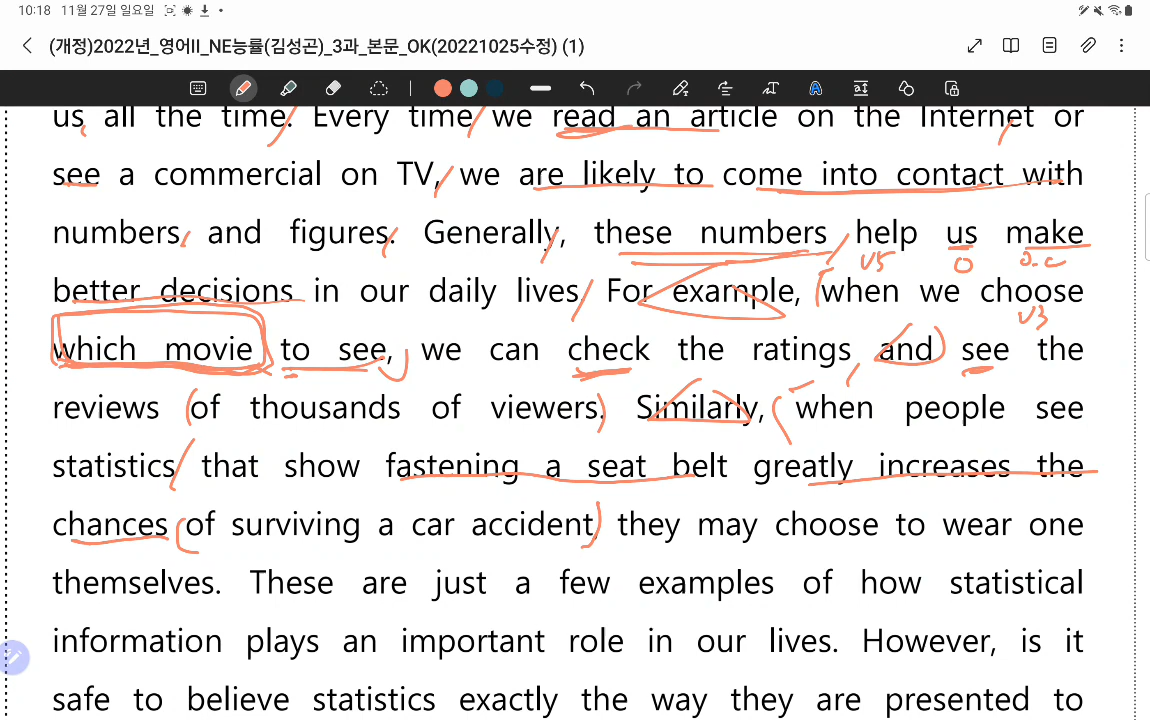 10:18 11월 27일 일요일
(개정)2022년_영어II_NE능률(김성곤)_3과_본문_OK(20221025수정) (1)
us all the time. Every time we read an article on the Internet or
see a commercial on TV, we are likely to come into contact with
numbers and figures. Generally, these numbers help us make
v5 O o.c
better decisions in our daily lives. For example, when we choose
v3
which movie to see, we can check the ratings and see the
reviews of thousands of viewers. Similarly, when people see
statistics that show fastening a seat belt greatly increases the
chances of surviving a car accident, they may choose to wear one
themselves. These are just a few examples of how statistical
information plays an important role in our lives. However, is it
safe to believe statistics exactly the way they are presented to